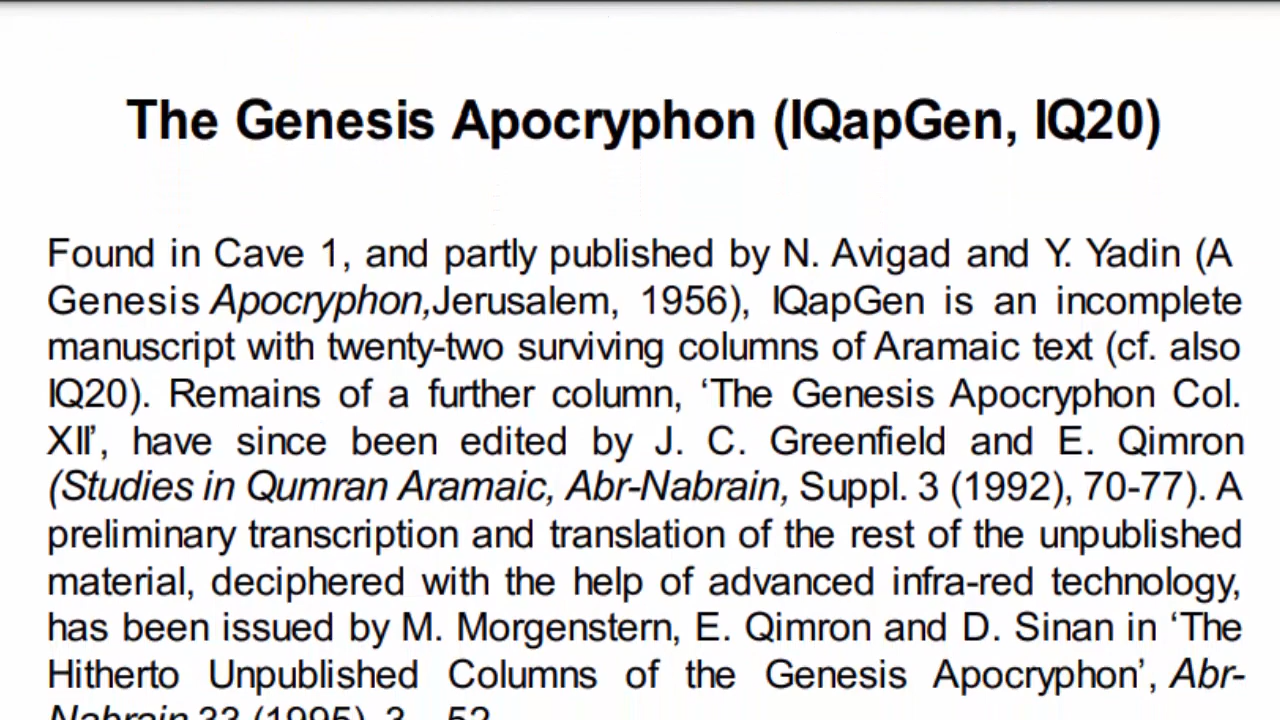 The Genesis Apocryphon (IQapGen, IQ20)
Found in Cave 1, and partly published by N. Avigad and Y. Yadin (A
Genesis Apocryphon,Jerusalem, 1956), IQapGen is an incomplete
manuscript with twenty-two surviving columns of Aramaic text (cf. also
IQ20). Remains of a further column, ‘The Genesis Apocryphon Col.
XII’, have since been edited by J. C. Greenfield and E. Qimron
(Studies in Qumran Aramaic, Abr-Nabrain, Suppl. 3 (1992), 70-77). A
preliminary transcription and translation of the rest of the unpublished
material, deciphered with the help of advanced infra-red technology,
has been issued by M. Morgenstern, E. Qimron and D. Sinan in ‘The
Hitherto Unpublished Columns of the Genesis Apocryphon’, Abr-
Nabrain 33 (1995), 3 – 52